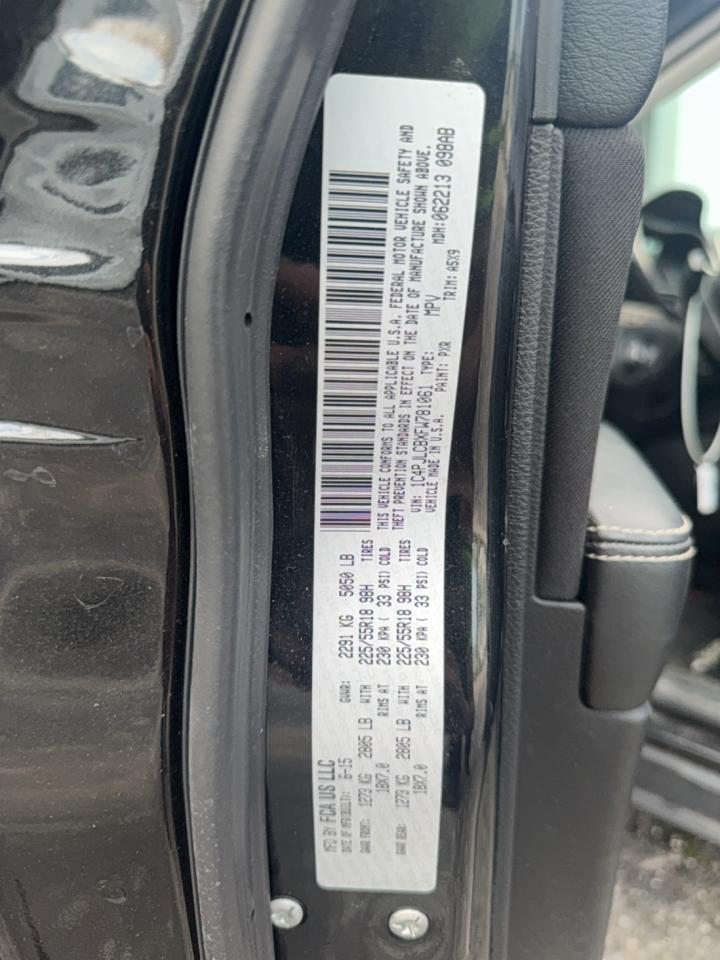 MFD BY FCA US LLC
DATE OF MFR(BUILT): 6-15 GVWR: 2291 KG 5050 LB
GAWR FRONT: 1273 KG 2805 LB WITH 225/55R18 98H TIRES
18X7.0 RIMS AT 230 KPA ( 33 PSI) COLD
GAWR REAR: 1273 KG 2805 LB WITH 225/55R18 98H TIRES
18X7.0 RIMS AT 230 KPA ( 33 PSI) COLD
THIS VEHICLE CONFORMS TO ALL APPLICABLE U.S.A. FEDERAL MOTOR VEHICLE SAFETY AND
THEFT PREVENTION STANDARDS IN EFFECT ON THE DATE OF MANUFACTURE SHOWN ABOVE.
VIN: 1C4PJLCBXFW781061 TYPE: MPV MDH:062213 098AB
VEHICLE MADE IN U.S.A. PAINT: PXR TRIM: A5X9